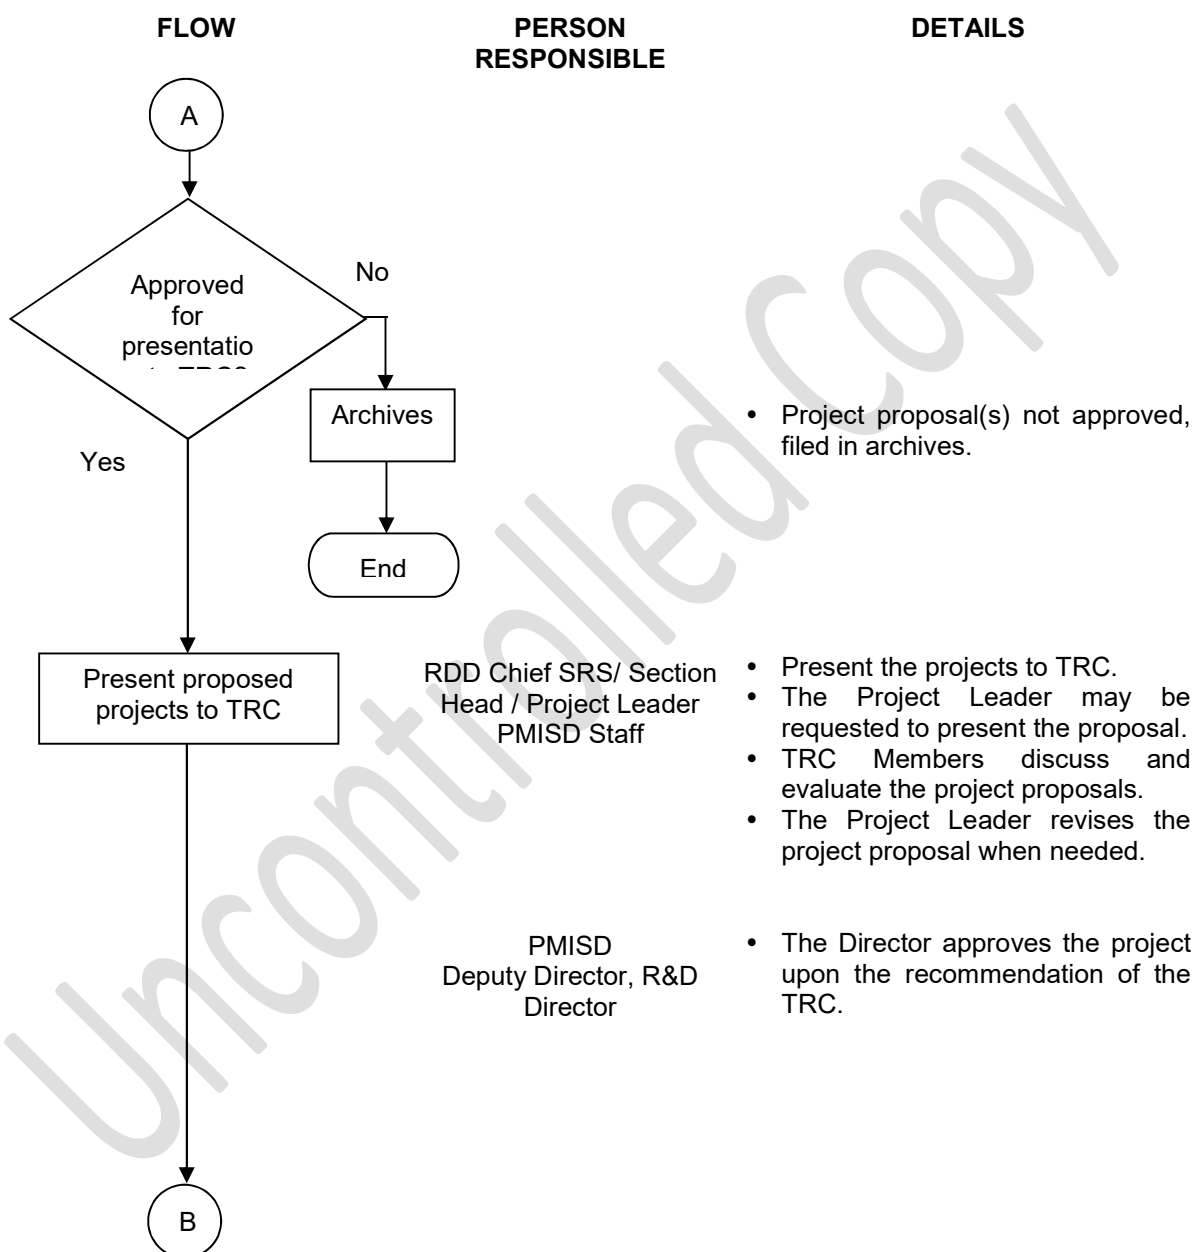 FLOW
PERSON
RESPONSIBLE
DETAILS
A
Approved
for
presentatio
No
Archives
• Project proposal(s) not approved,
filed in archives.
Yes
End
Present proposed
projects to TRC
RDD Chief SRS/ Section
Head / Project Leader
PMISD Staff
• Present the projects to TRC.
• The Project Leader may be
requested to present the proposal.
• TRC Members discuss and
evaluate the project proposals.
• The Project Leader revises the
project proposal when needed.
PMISD
Deputy Director, R&D
Director
• The Director approves the project
upon the recommendation of the
TRC.
B
Uncontrolled Copy